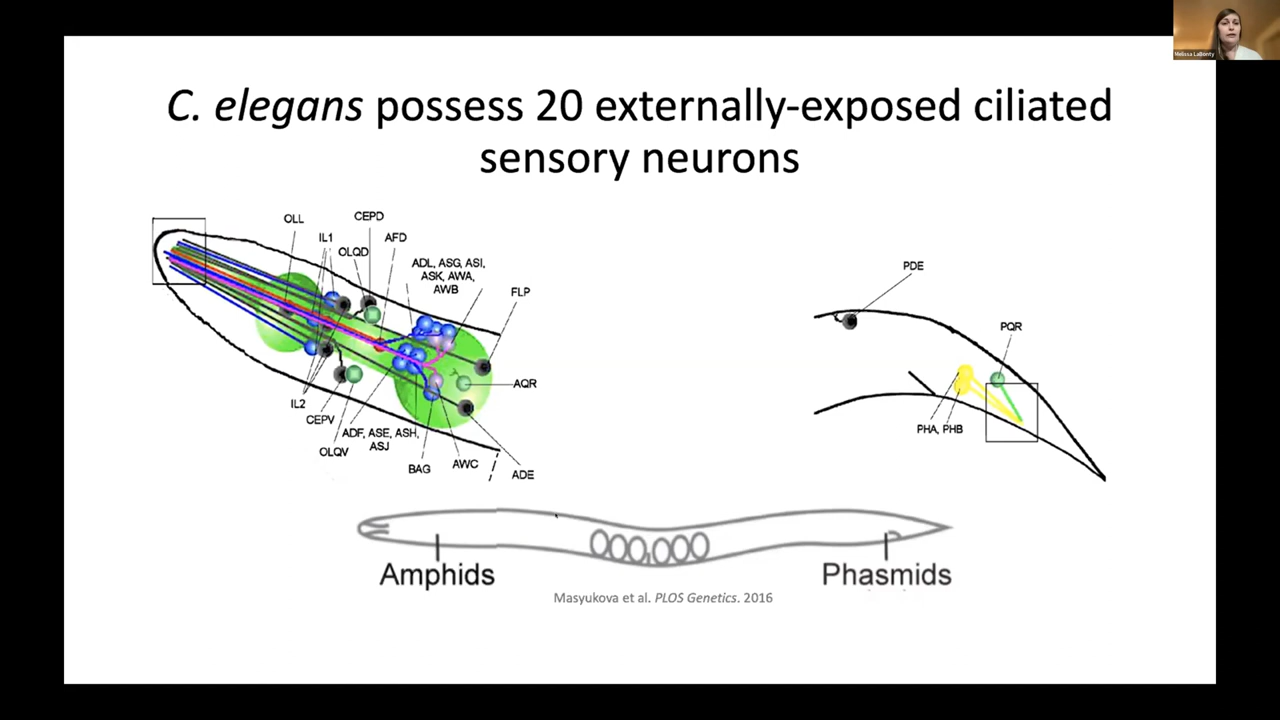 Melissa LaBonty
C. elegans possess 20 externally-exposed ciliated
sensory neurons
OLL
CEPD
IL1
OLQD
AFD
ADL, ASG, ASI,
ASK, AWA,
AWB
FLP
AQR
IL2
CEPV
OLQV
ADF, ASE, ASH,
ASJ
BAG
AWC
ADE
PDE
PQR
PHA, PHB
Amphids
Phasmids
Masyukova et al. PLOS Genetics. 2016